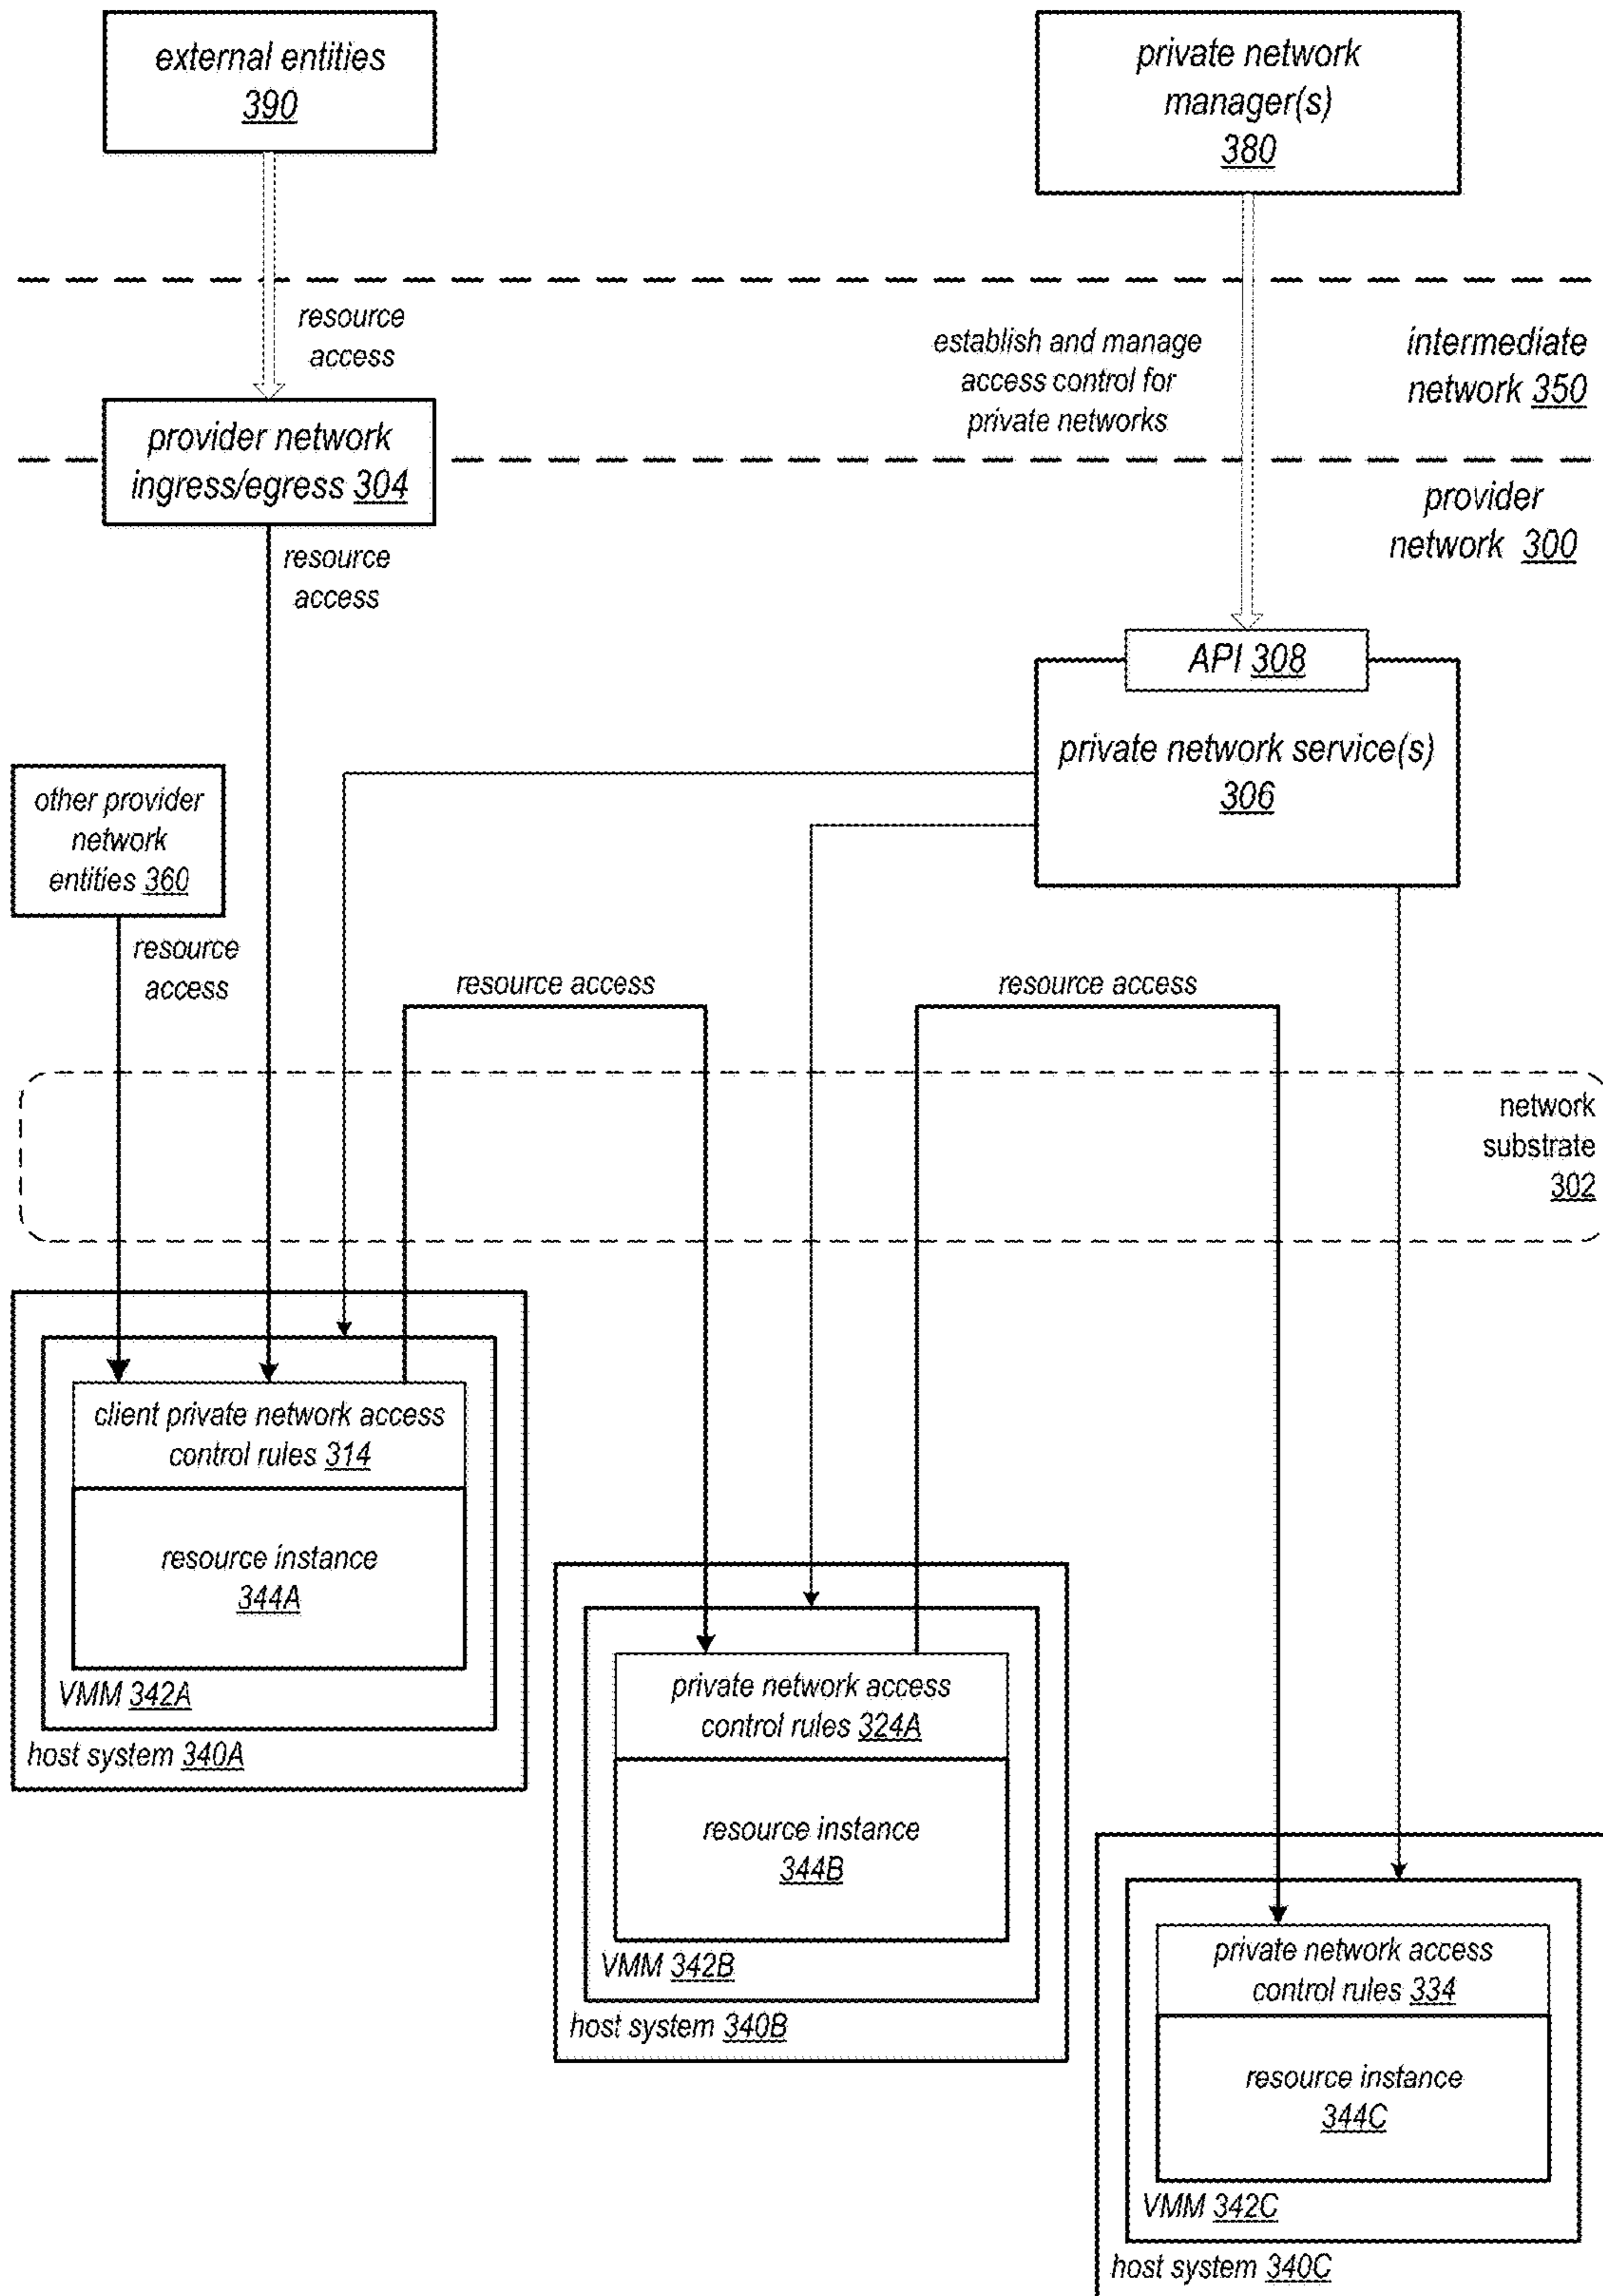 external entities
390
private network
manager(s)
380
resource
access
establish and manage
access control for
private networks
intermediate
network 350
provider network
ingress/egress 304
provider
network 300
resource
access
API 308
private network service(s)
306
other provider
network
entities 360
resource
access
resource access
resource access
network
substrate
302
client private network access
control rules 314
resource instance
344A
VMM 342A
host system 340A
private network access
control rules 324A
resource instance
344B
VMM 342B
host system 340B
private network access
control rules 334
resource instance
344C
VMM 342C
host system 340C